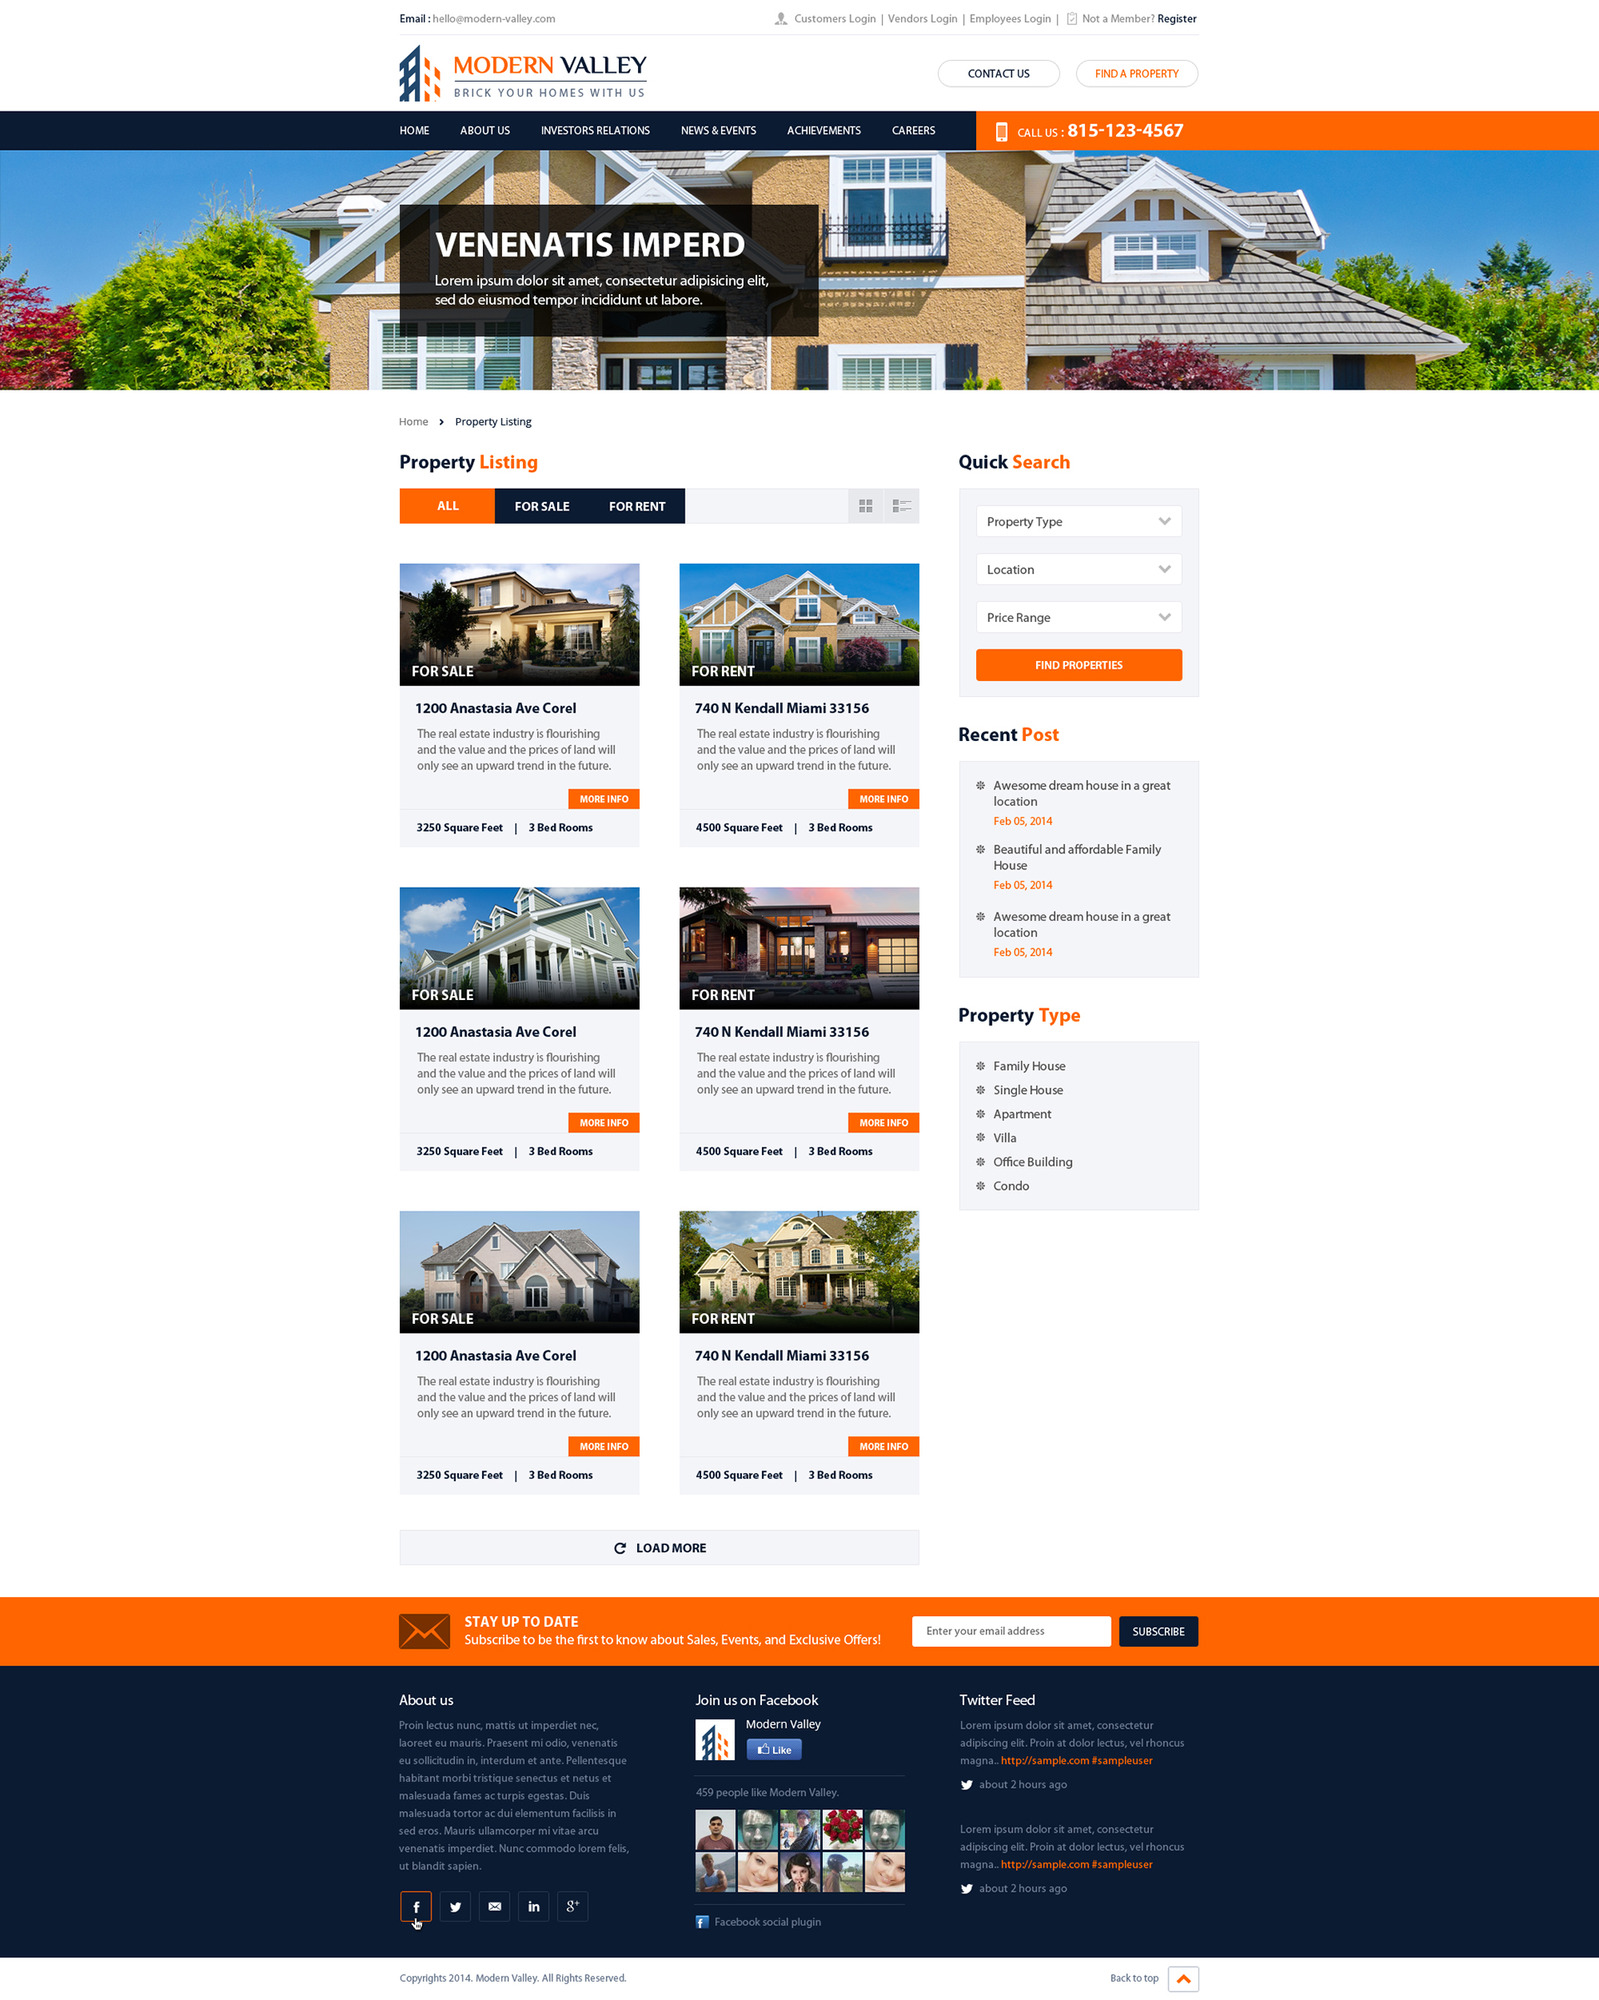 Email : hello@modern-valley.com
Customers Login | Vendors Login | Employees Login | Not a Member? Register
MODERN VALLEY
BRICK YOUR HOMES WITH US
CONTACT US
FIND A PROPERTY
HOME
ABOUT US
INVESTORS RELATIONS
NEWS & EVENTS
ACHIEVEMENTS
CAREERS
CALL US : 815-123-4567
VENENATIS IMPERD
Lorem ipsum dolor sit amet, consectetur adipisicing elit,
sed do eiusmod tempor incididunt ut labore.
Home > Property Listing
Property Listing
ALL
FOR SALE
FOR RENT
FOR SALE
1200 Anastasia Ave Corel
The real estate industry is flourishing
and the value and the prices of land will
only see an upward trend in the future.
MORE INFO
3250 Square Feet | 3 Bed Rooms
FOR RENT
740 N Kendall Miami 33156
The real estate industry is flourishing
and the value and the prices of land will
only see an upward trend in the future.
MORE INFO
4500 Square Feet | 3 Bed Rooms
FOR SALE
1200 Anastasia Ave Corel
The real estate industry is flourishing
and the value and the prices of land will
only see an upward trend in the future.
MORE INFO
3250 Square Feet | 3 Bed Rooms
FOR RENT
740 N Kendall Miami 33156
The real estate industry is flourishing
and the value and the prices of land will
only see an upward trend in the future.
MORE INFO
4500 Square Feet | 3 Bed Rooms
FOR SALE
1200 Anastasia Ave Corel
The real estate industry is flourishing
and the value and the prices of land will
only see an upward trend in the future.
MORE INFO
3250 Square Feet | 3 Bed Rooms
FOR RENT
740 N Kendall Miami 33156
The real estate industry is flourishing
and the value and the prices of land will
only see an upward trend in the future.
MORE INFO
4500 Square Feet | 3 Bed Rooms
LOAD MORE
Quick Search
Property Type
Location
Price Range
FIND PROPERTIES
Recent Post
Awesome dream house in a great
location
Feb 05, 2014
Beautiful and affordable Family
House
Feb 05, 2014
Awesome dream house in a great
location
Feb 05, 2014
Property Type
Family House
Single House
Apartment
Villa
Office Building
Condo
STAY UP TO DATE
Subscribe to be the first to know about Sales, Events, and Exclusive Offers!
Enter your email address
SUBSCRIBE
About us
Proin lectus nunc, mattis ut imperdiet nec,
laoreet eu mauris. Praesent mi odio, venenatis
eu sollicitudin in, interdum et ante. Pellentesque
habitant morbi tristique senectus et netus et
malesuada fames ac turpis egestas. Duis
malesuada tortor ac dui elementum facilisis in
sed eros. Mauris ullamcorper mi vitae arcu
venenatis imperdiet. Nunc commodo lorem felis,
ut blandit sapien.
f
in
g+
Join us on Facebook
Modern Valley
Like
459 people like Modern Valley.
f Facebook social plugin
Twitter Feed
Lorem ipsum dolor sit amet, consectetur
adipiscing elit. Proin at dolor lectus, vel rhoncus
magna.. http://sample.com #sampleuser
about 2 hours ago
Lorem ipsum dolor sit amet, consectetur
adipiscing elit. Proin at dolor lectus, vel rhoncus
magna.. http://sample.com #sampleuser
about 2 hours ago
Copyrights 2014. Modern Valley. All Rights Reserved.
Back to top